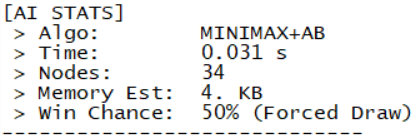 [AI STATS]
> Algo: MINIMAX+AB
> Time: 0.031 s
> Nodes: 34
> Memory Est: 4. KB
> Win Chance: 50% (Forced Draw)
-----------------------------